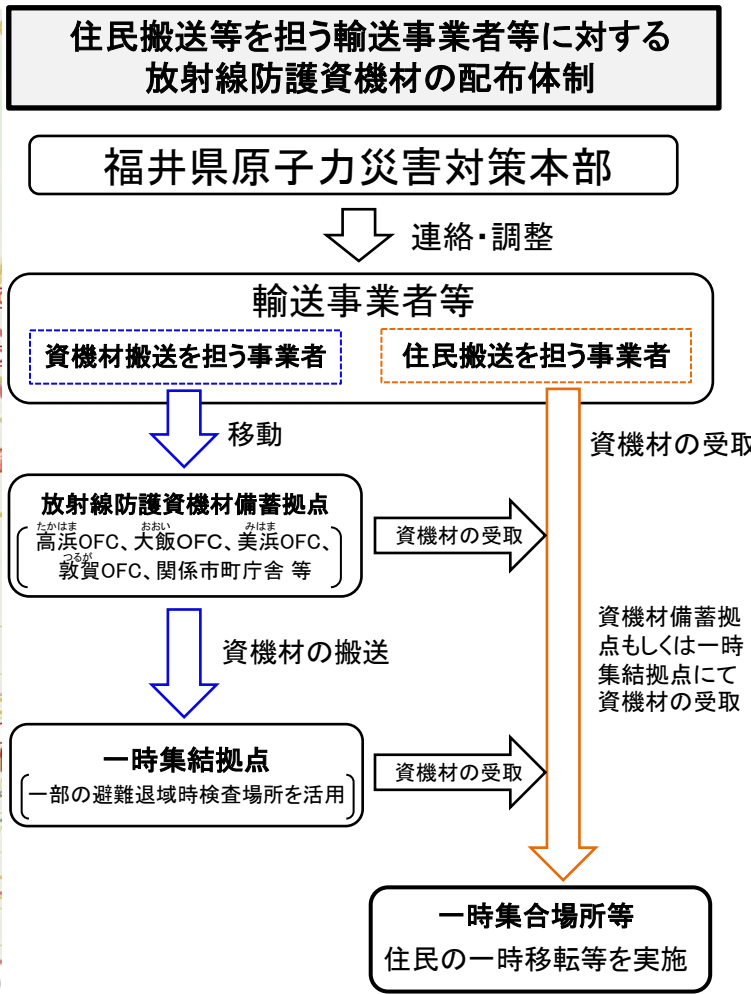 住民搬送等を担う輸送事業者等に対する
放射線防護資機材の配布体制
福井県原子力災害対策本部
連絡・調整
輸送事業者等
資機材搬送を担う事業者
住民搬送を担う事業者
移動
資機材の受取
放射線防護資機材備蓄拠点
たかはま おおい みはま
高浜OFC、大飯OFC、美浜OFC、
つるが
敦賀OFC、関係市町庁舎 等
資機材の受取
資機材の搬送
資機材備蓄拠
点もしくは一時
集結拠点にて
資機材の受取
一時集結拠点
一部の避難退域時検査場所を活用
資機材の受取
一時集合場所等
住民の一時移転等を実施